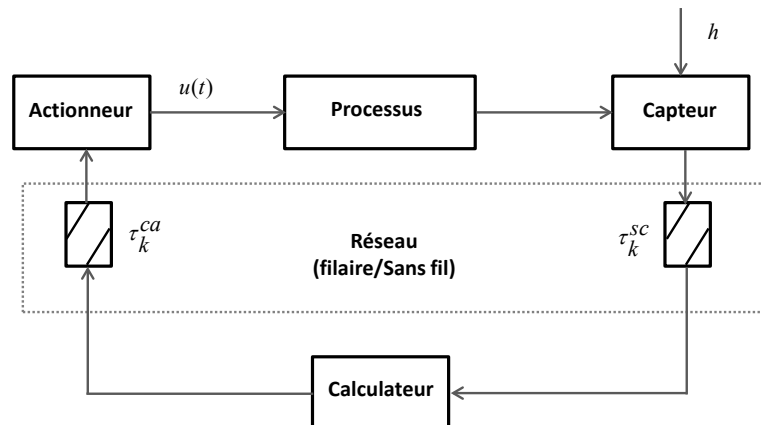 h
Actionneur
u(t)
Processus
Capteur
τ_k^{ca}
Réseau
(filaire/Sans fil)
τ_k^{sc}
Calculateur